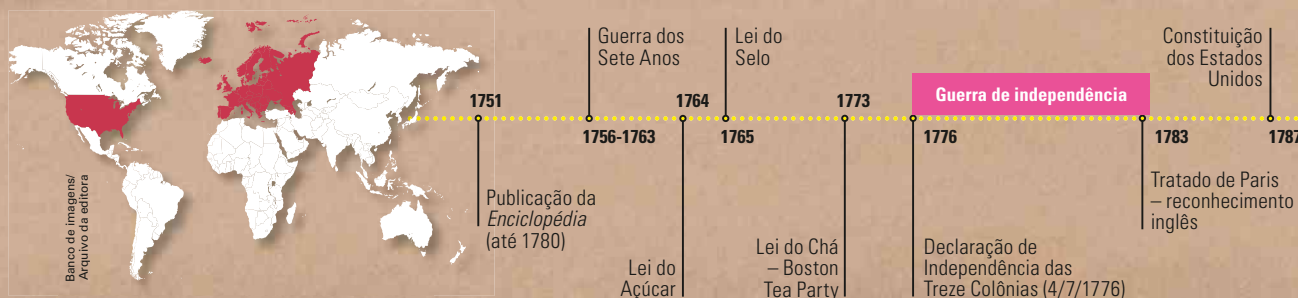 Banco de imagens/
Arquivo da editora
1751
Publicação da
Enciclopédia
(até 1780)
Guerra dos
Sete Anos
1756-1763
1764
Lei do
Açúcar
Lei do
Selo
1765
1773
Lei do Chá
– Boston
Tea Party
Guerra de independência
1776
Declaração de
Independência das
Treze Colônias (4/7/1776)
1783
Tratado de Paris
– reconhecimento
inglês
Constituição
dos Estados
Unidos
1787